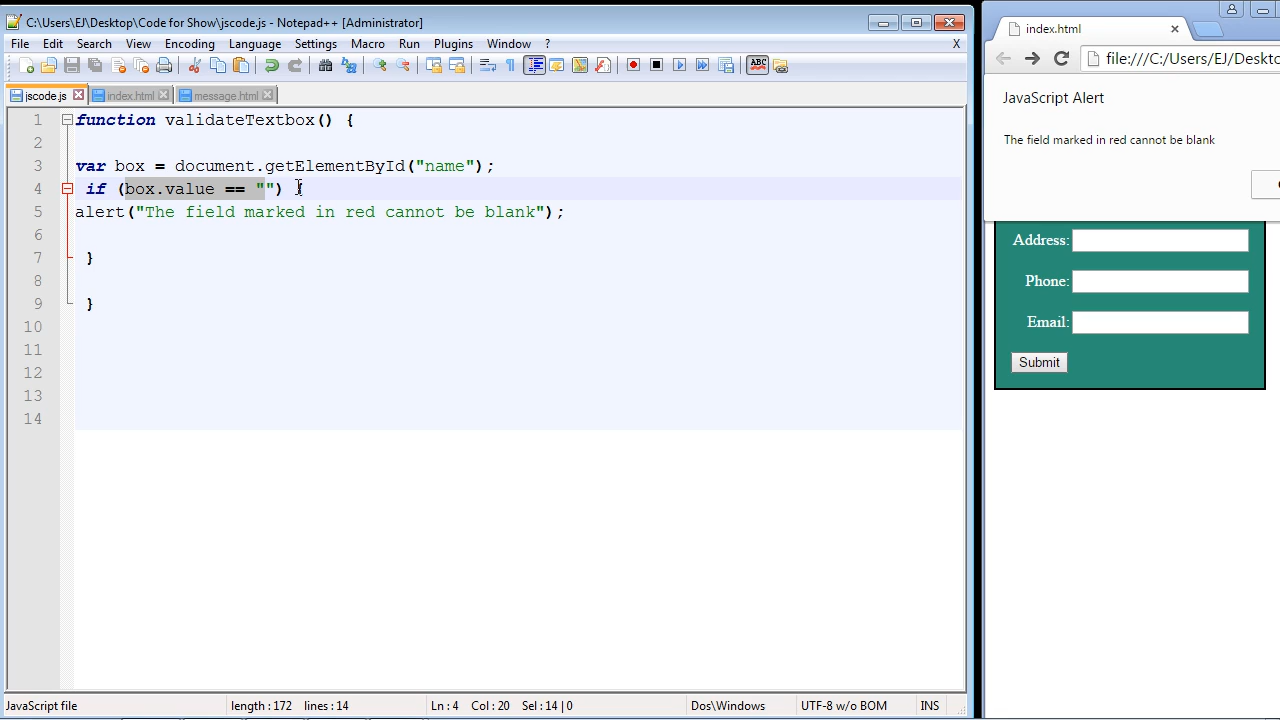 C:\Users\EJ\Desktop\Code for Show\jscode.js - Notepad++ [Administrator]
File Edit Search View Encoding Language Settings Macro Run Plugins Window ? X
ABC
jscode.js index.html message.html
1 function validateTextbox() {
2
3 var box = document.getElementById("name");
4 if (box.value == "") {
5 alert("The field marked in red cannot be blank");
6
7 }
8
9 }
10
11
12
13
14
JavaScript file length : 172 lines : 14 Ln : 4 Col : 20 Sel : 14 | 0 Dos\Windows UTF-8 w/o BOM INS
index.html
file:///C:/Users/EJ/Deskto
JavaScript Alert
The field marked in red cannot be blank
Address:
Phone:
Email:
Submit